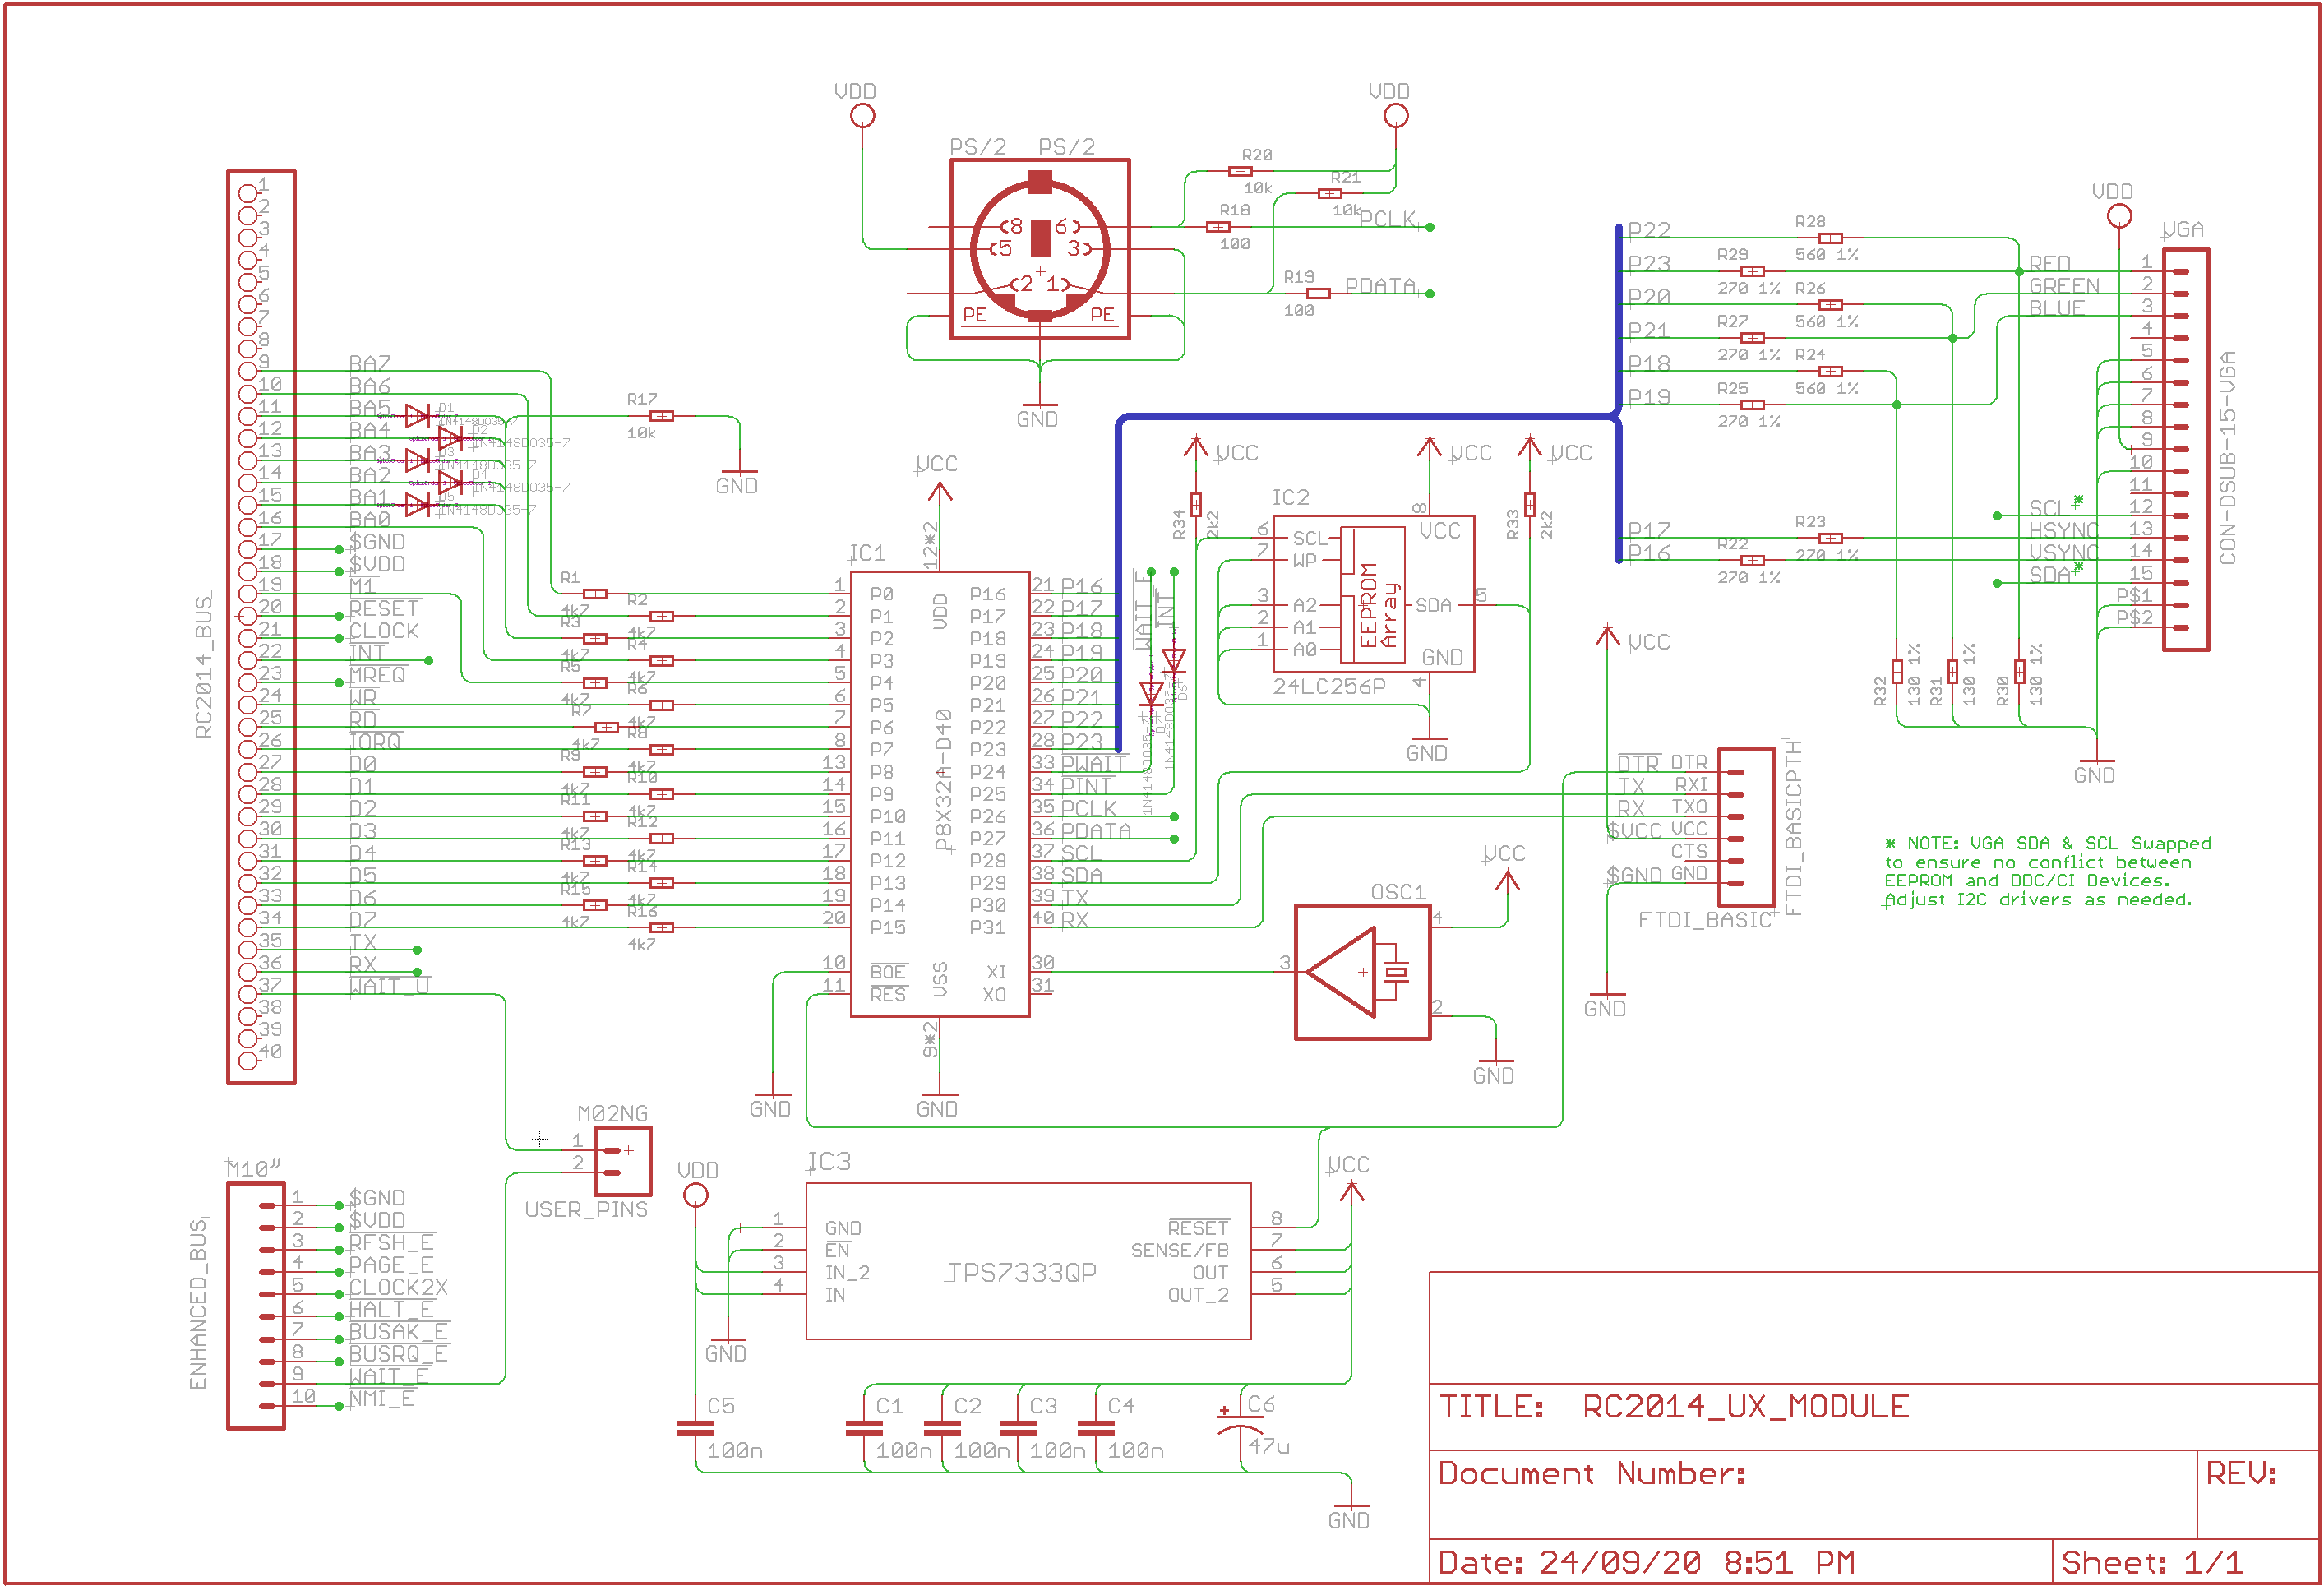 VDD
VDD
PS/2 PS/2
R20
10k
R21
10k
R18
100
PCLK
R19
100
PDATA
8 6
5 3
2 1
PE PE
GND
RC2014_BUS
1
2
3
4
5
6
7
8
9 BA7
10 BA6
11 BA5
12 BA4
13 BA3
14 BA2
15 BA1
16 BA0
17 $GND
18 $VDD
19 M1
20 RESET
21 CLOCK
22 INT
23 MREQ
24 WR
25 RD
26 IORQ
27 D0
28 D1
29 D2
30 D3
31 D4
32 D5
33 D6
34 D7
35 TX
36 RX
37 WAIT_U
38
39
40
D1
1N4148DO35-7
D2
1N4148DO35-7
D3
1N4148DO35-7
D4
1N4148DO35-7
D5
1N4148DO35-7
R17
10k
GND
R1
4k7
R2
4k7
R3
4k7
R4
4k7
R5
4k7
R6
4k7
R7
4k7
R8
4k7
R9
4k7
R10
4k7
R11
4k7
R12
4k7
R13
4k7
R14
4k7
R15
4k7
R16
4k7
VCC
12*2
IC1
VDD
P8X32A-D40
VSS
9*2
GND
1 P0 P16 21 P16
2 P1 P17 22 P17
3 P2 P18 23 P18
4 P3 P19 24 P19
5 P4 P20 25 P20
6 P5 P21 26 P21
7 P6 P22 27 P22
8 P7 P23 28 P23
13 P8 P24 33 PWAIT
14 P9 P25 34 PINT
15 P10 P26 35 PCLK
16 P11 P27 36 PDATA
17 P12 P28 37 SCL
18 P13 P29 38 SDA
19 P14 P30 39 TX
20 P15 P31 40 RX
10 BOE XI 30
11 RES XO 31
GND
WAIT_E
INT
D6
1N4148DO35-7
1N4148DO35-7
VCC
R34
2k2
VCC
VCC
R33
2k2
IC2
8
VCC
6 SCL
7 WP
3 A2
2 A1
1 A0
EEPROM
Array
SDA 5
GND
4
24LC256P
GND
OSC1
VCC
4
3
2
GND
P22
P23
P20
P21
P18
P19
P17
P16
R28
560 1%
R29
270 1%
R26
560 1%
R27
270 1%
R24
560 1%
R25
270 1%
R23
270 1%
R22
270 1%
VDD
VGA
CON-DSUB-15-VGA
RED 1
GREEN 2
BLUE 3
4
5
6
7
8
9
10
11
SCL * 12
HSYNC 13
VSYNC 14
SDA * 15
P$1
P$2
R32
130 1%
R31
130 1%
R30
130 1%
GND
VCC
DTR DTR
TX RXI
RX TXO
$VCC VCC
CTS
$GND GND
FTDI_BASICPTH
FTDI_BASIC
GND
* NOTE: VGA SDA & SCL Swapped
to ensure no conflict between
EEPROM and DDC/CI Devices.
Adjust I2C drivers as needed.
M02NG
1
2
USER_PINS
M10"
ENHANCED_BUS
1 $GND
2 $VDD
3 RFSH_E
4 PAGE_E
5 CLOCK2X
6 HALT_E
7 BUSAK_E
8 BUSRQ_E
9 WAIT_E
10 NMI_E
VDD
IC3
VCC
1 GND RESET 8
2 EN SENSE/FB 7
3 IN_2 OUT 6
4 IN OUT_2 5
TPS7333QP
GND
C5
100n
C1
100n
C2
100n
C3
100n
C4
100n
C6
47u
GND
TITLE: RC2014_UX_MODULE
Document Number:
REV:
Date: 24/09/20 8:51 PM
Sheet: 1/1